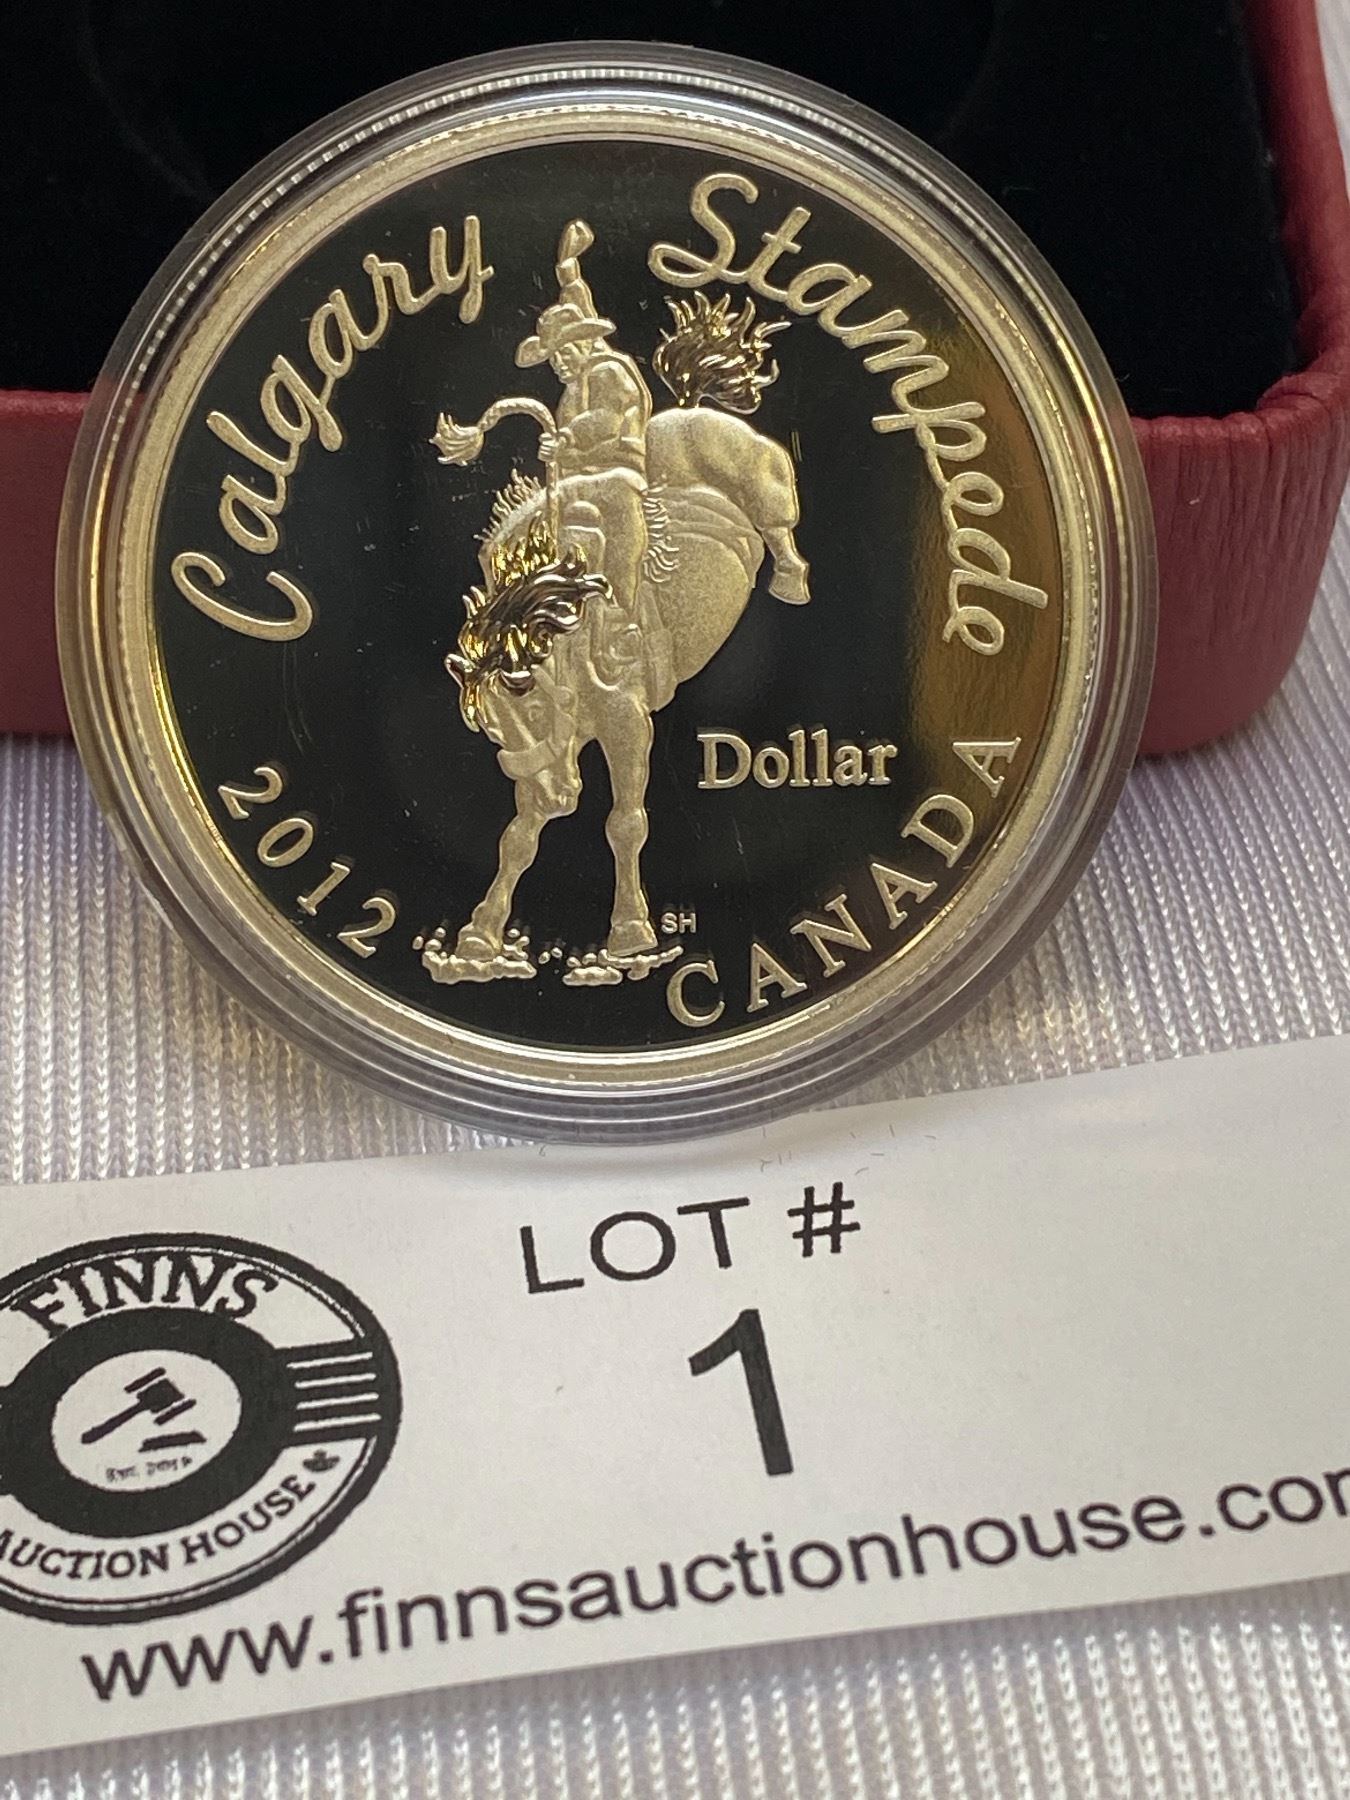 Calgary Stampede
Dollar
2012
SH
CANADA
LOT #
1
FINNS
AUCTION HOUSE
www.finnsauctionhouse.co